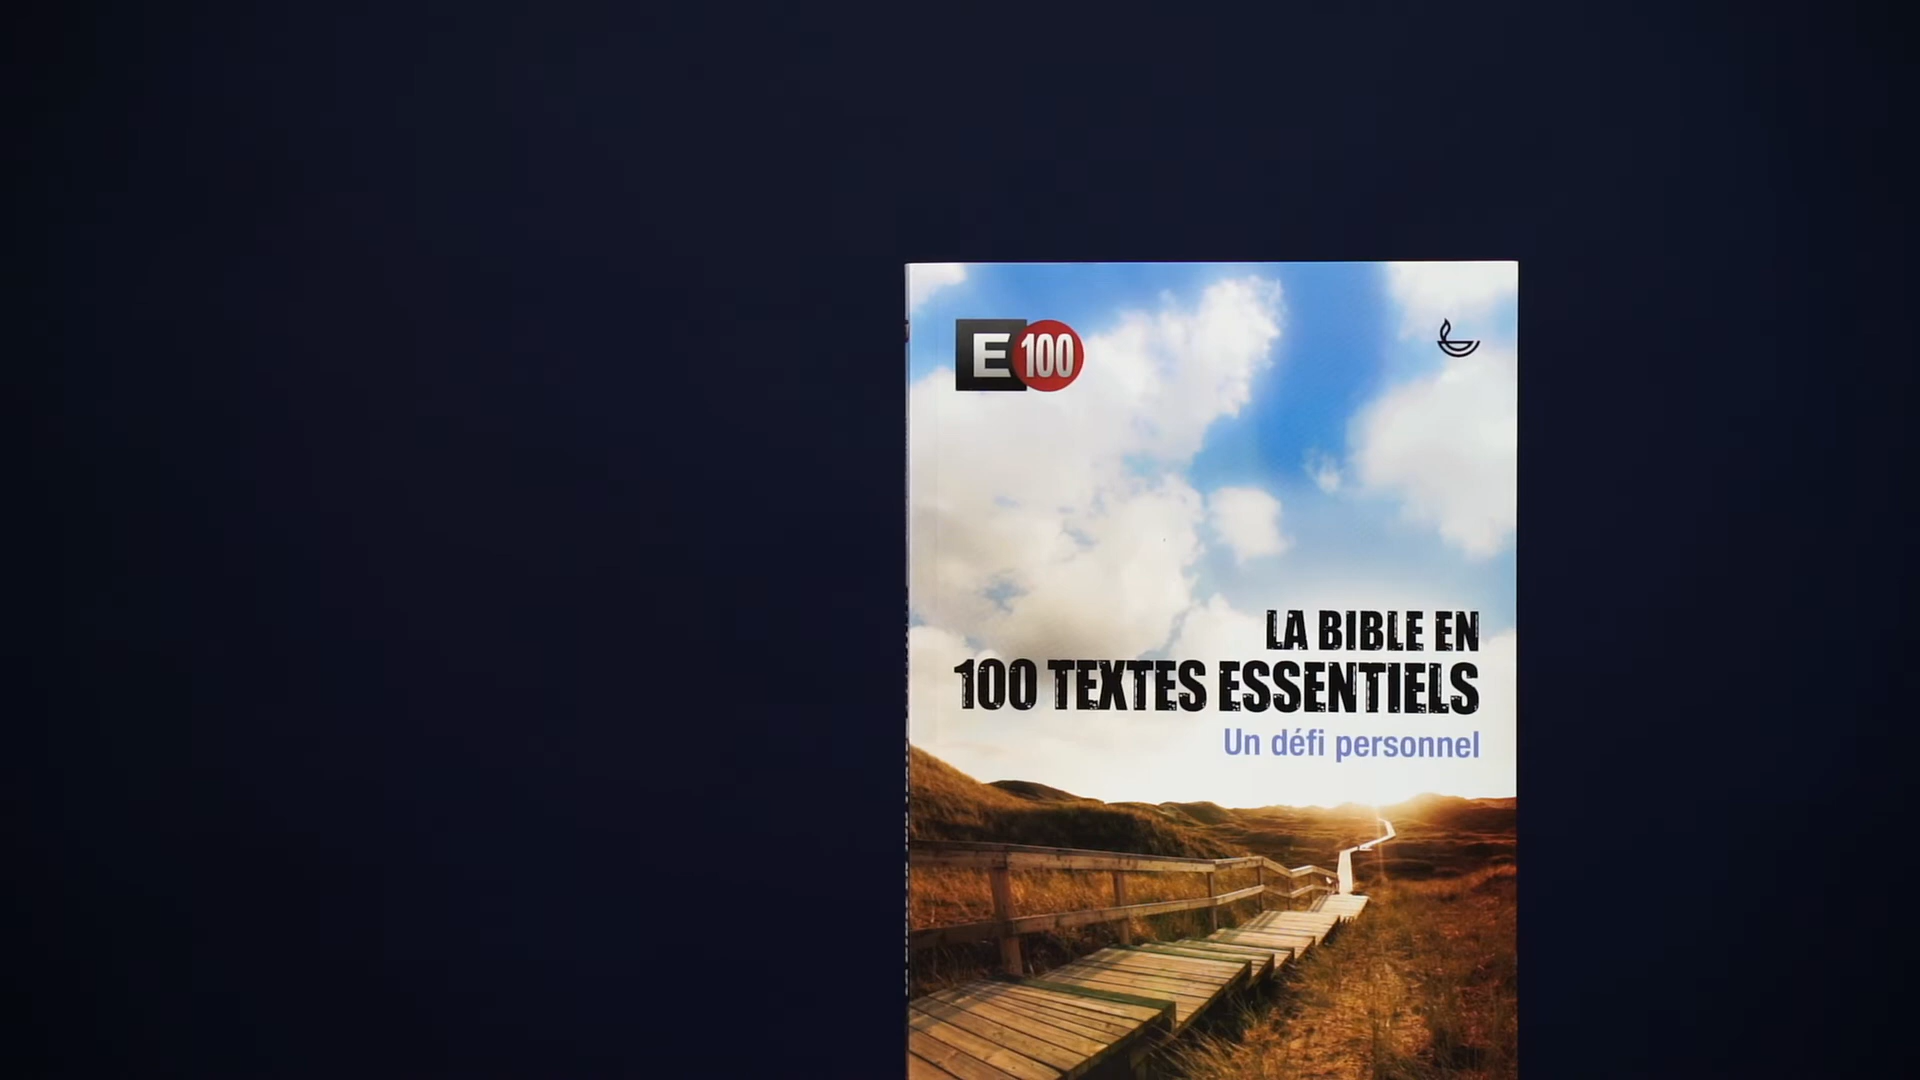 E100
LA BIBLE EN
100 TEXTES ESSENTIELS
Un défi personnel